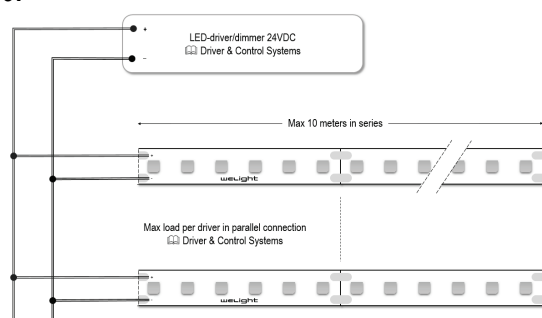 +
LED-driver/dimmer 24VDC
🕮 Driver & Control Systems
−
Max 10 meters in series
+
-
weLight
Max load per driver in parallel connection
🕮 Driver & Control Systems
+
-
weLight